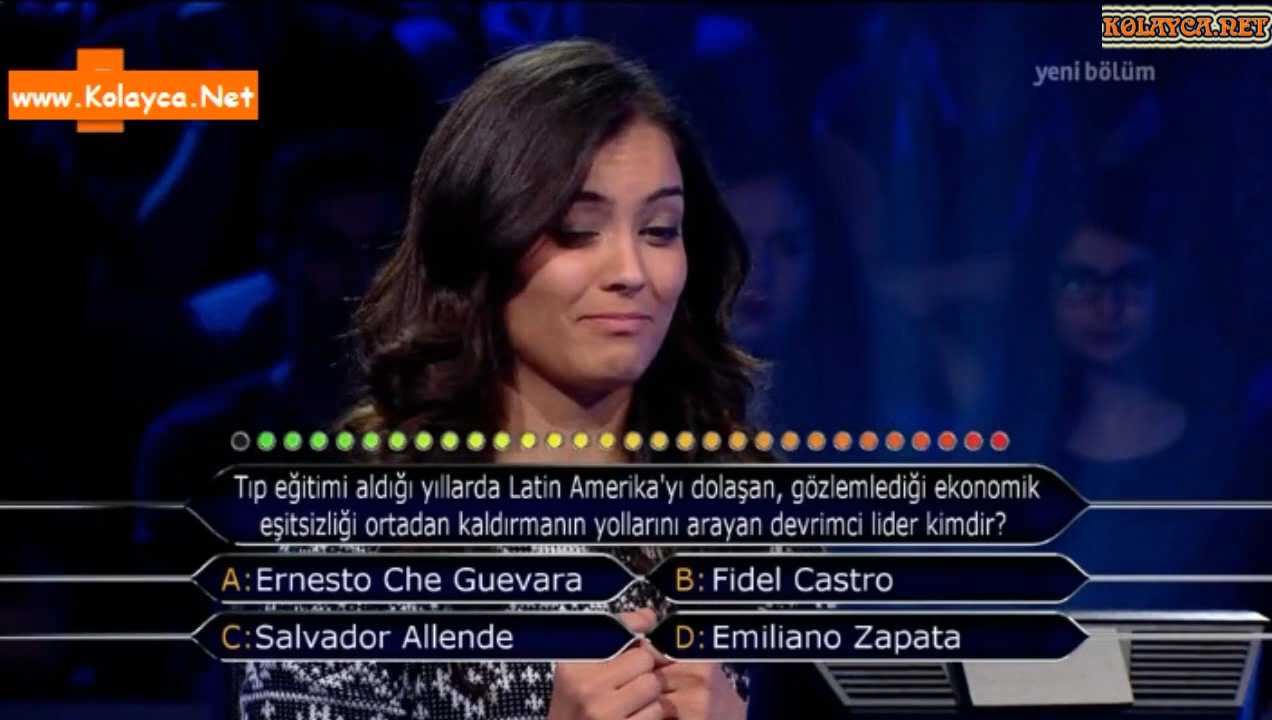 KOLAYCA.NET
yeni bölüm
www.Kolayca.Net
Tıp eğitimi aldığı yıllarda Latin Amerika'yı dolaşan, gözlemlediği ekonomik
eşitsizliği ortadan kaldırmanın yollarını arayan devrimci lider kimdir?
A: Ernesto Che Guevara
B: Fidel Castro
C: Salvador Allende
D: Emiliano Zapata